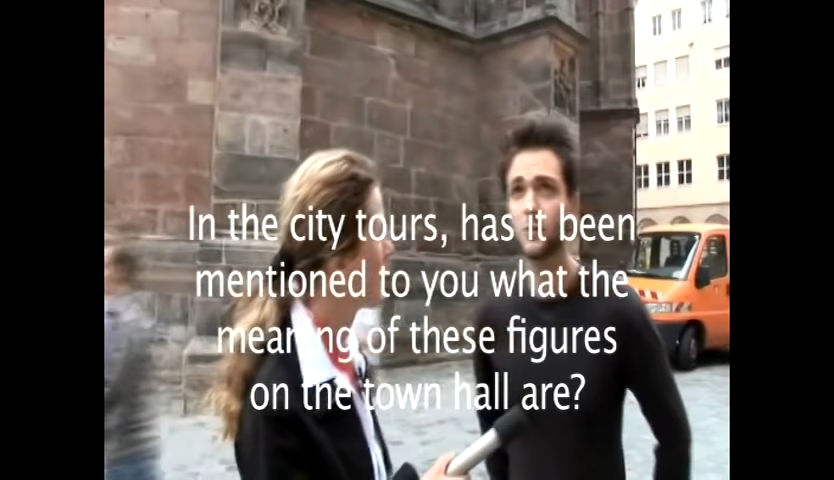 In the city tours, has it been
mentioned to you what the
meaning of these figures
on the town hall are?